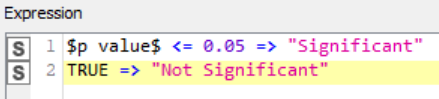 Expression
S 1 $p value$ <= 0.05 => "Significant"
S 2 TRUE => "Not Significant"